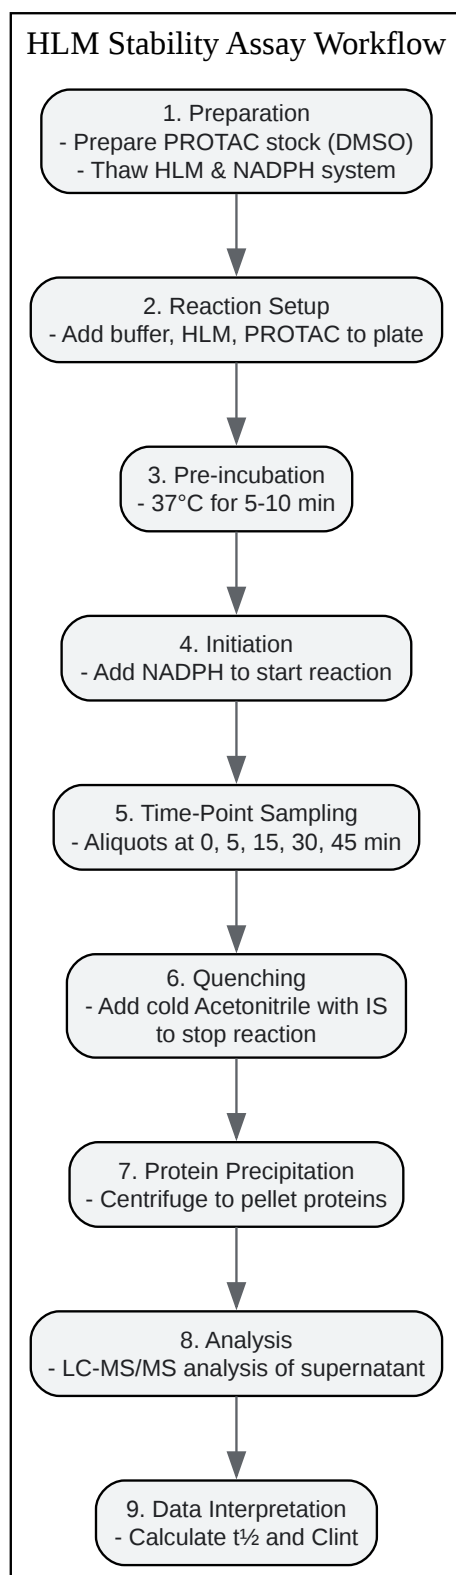 HLM Stability Assay Workflow
1. Preparation
- Prepare PROTAC stock (DMSO)
- Thaw HLM & NADPH system
2. Reaction Setup
- Add buffer, HLM, PROTAC to plate
3. Pre-incubation
- 37°C for 5-10 min
4. Initiation
- Add NADPH to start reaction
5. Time-Point Sampling
- Aliquots at 0, 5, 15, 30, 45 min
6. Quenching
- Add cold Acetonitrile with IS
to stop reaction
7. Protein Precipitation
- Centrifuge to pellet proteins
8. Analysis
- LC-MS/MS analysis of supernatant
9. Data Interpretation
- Calculate t½ and Clint